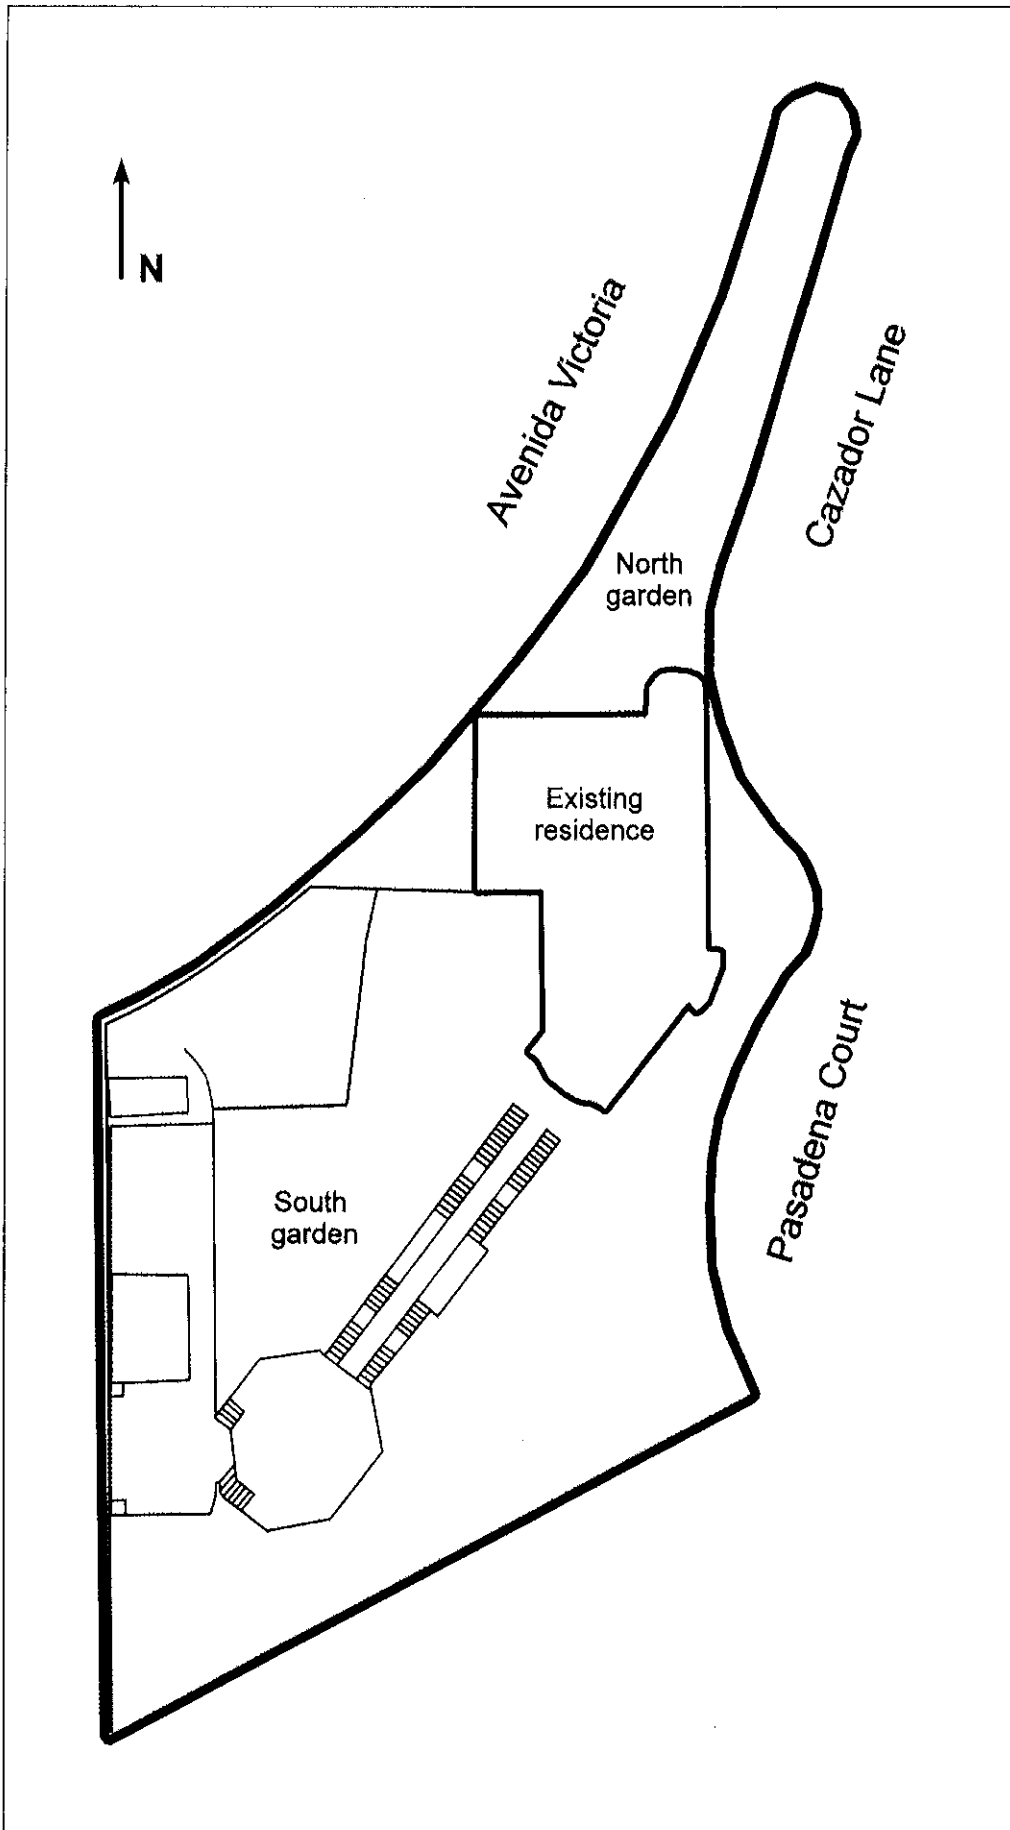 N
Avenida Victoria
Cazador Lane
North
garden
Existing
residence
Pasadena Court
South
garden